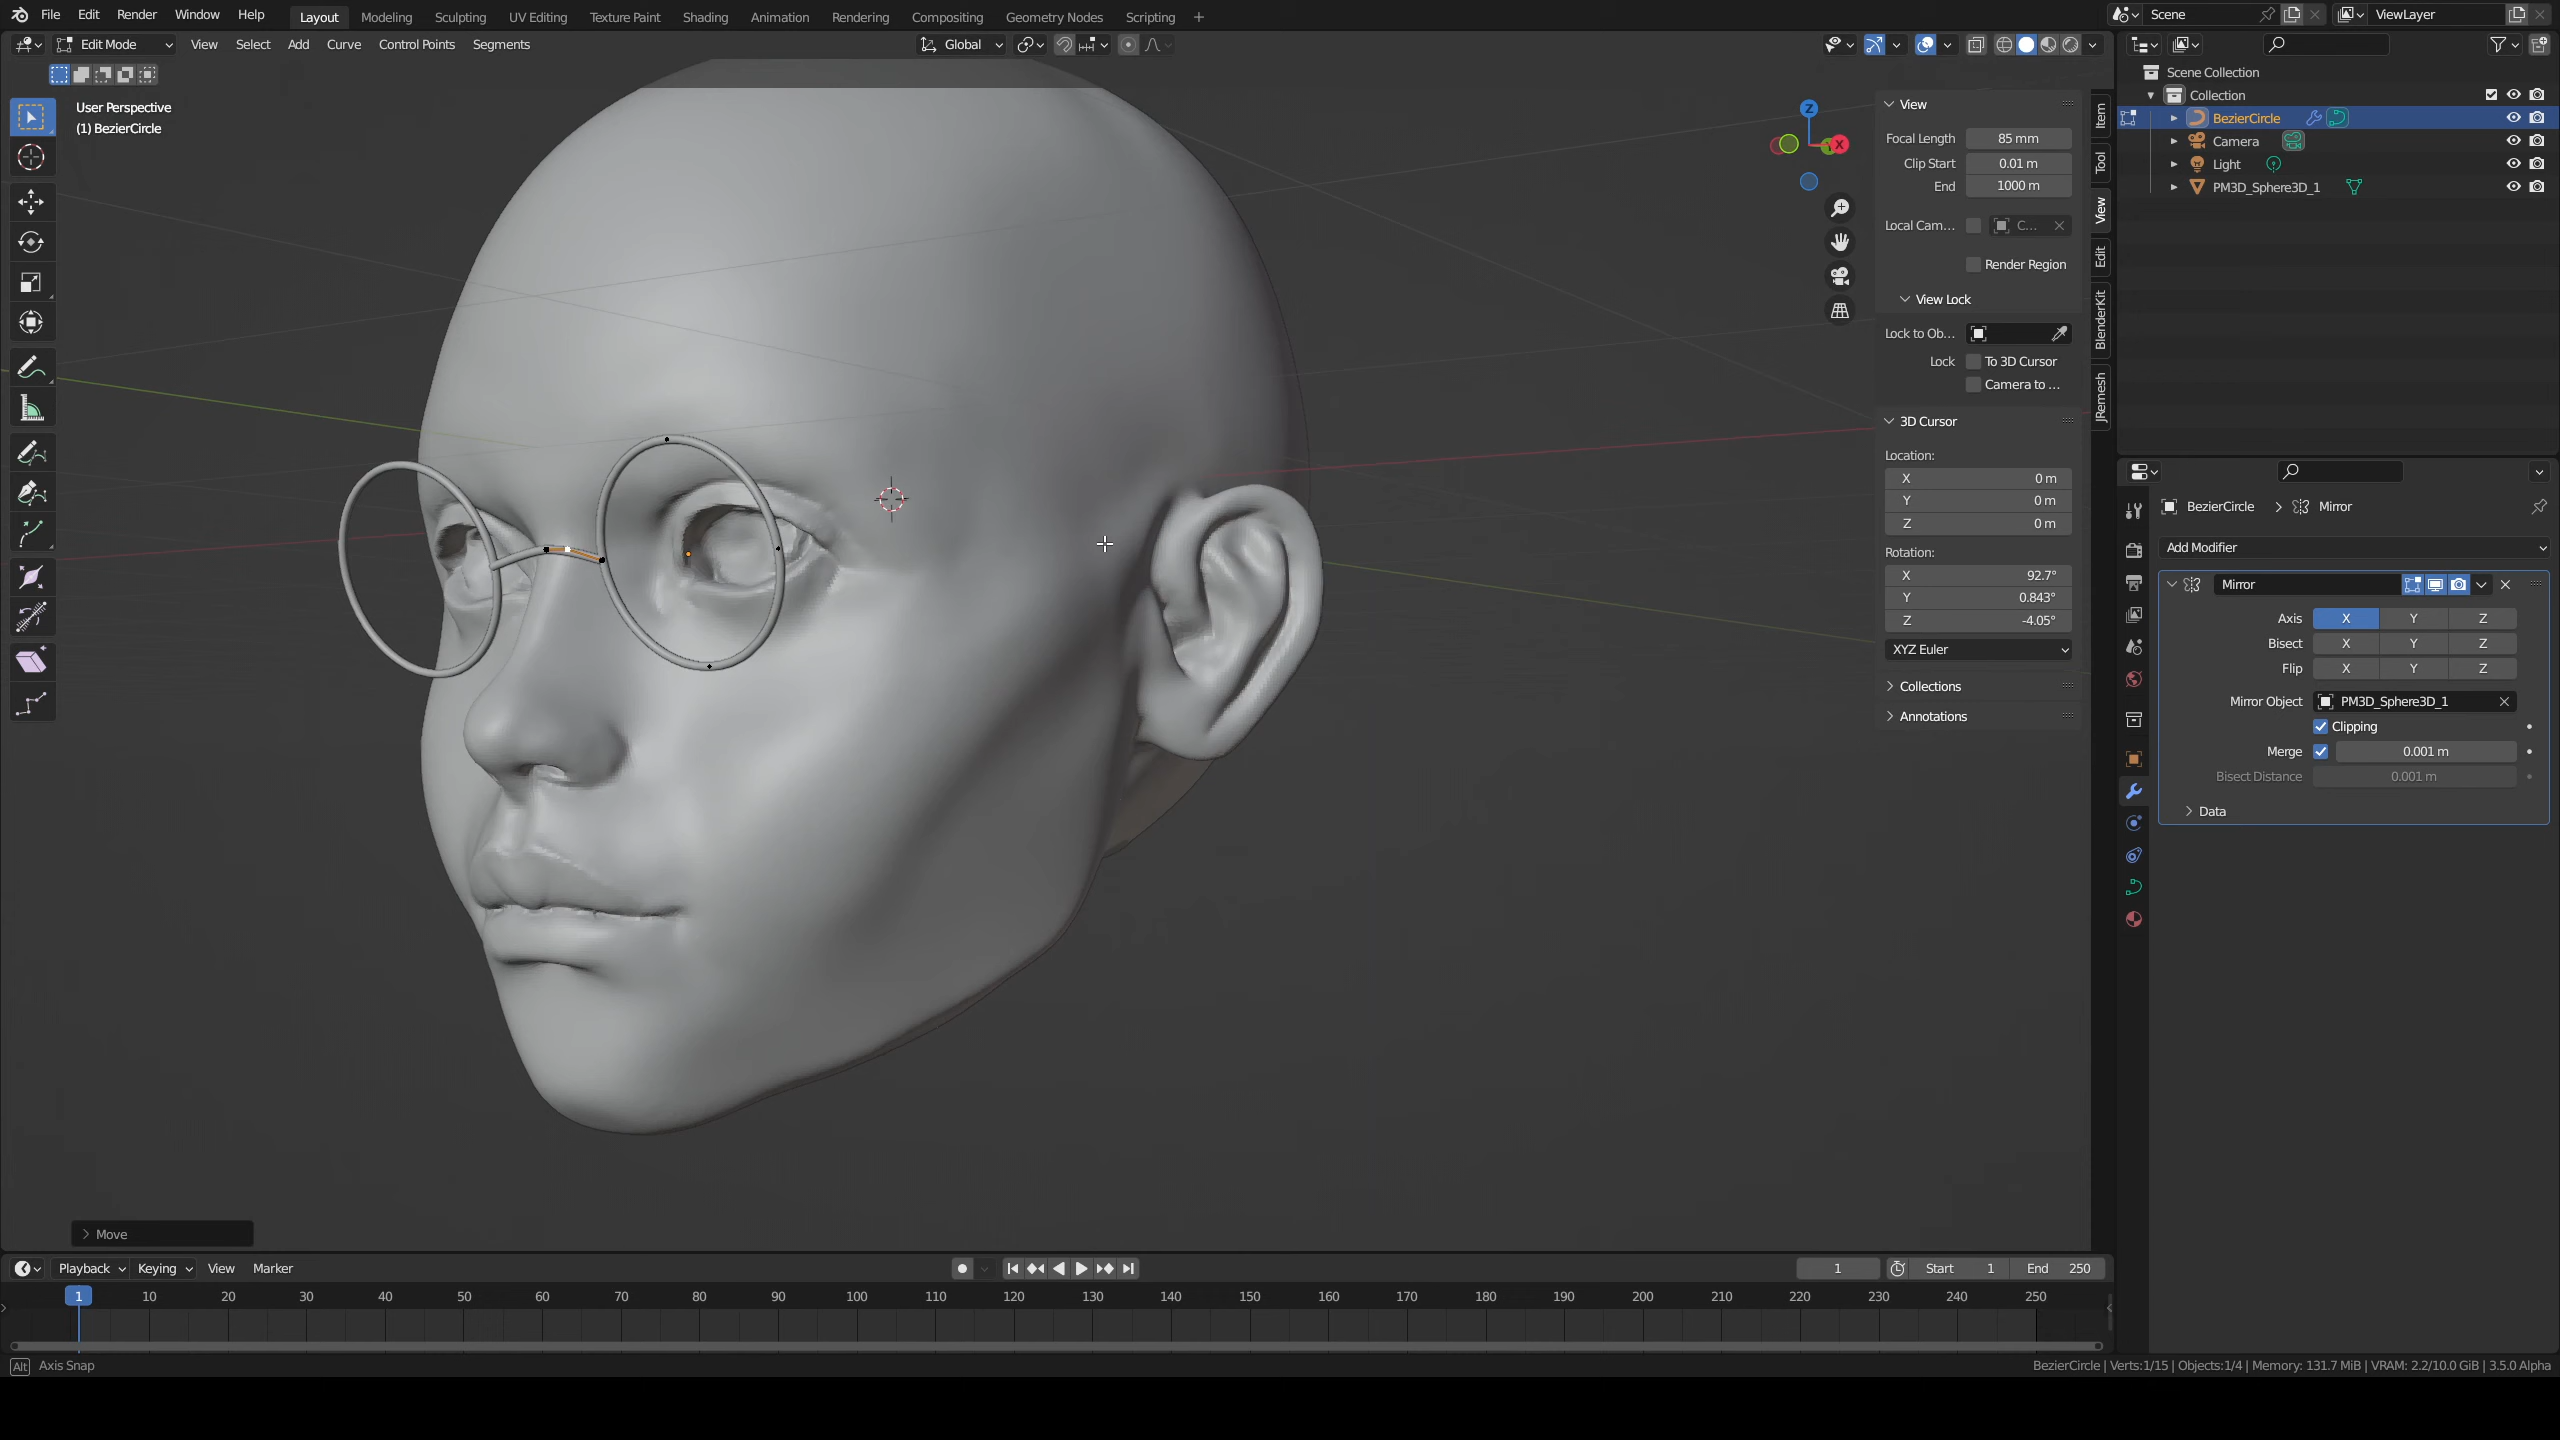 File Edit Render Window Help Layout Modeling Sculpting UV Editing Texture Paint Shading Animation Rendering Compositing Geometry Nodes Scripting + Scene ViewLayer
Edit Mode View Select Add Curve Control Points Segments Global
User Perspective
(1) BezierCircle
Z
X
View
Focal Length 85 mm
Clip Start 0.01 m
End 1000 m
Local Cam... C...
Render Region
View Lock
Lock to Ob...
Lock To 3D Cursor
Camera to ...
3D Cursor
Location:
X 0 m
Y 0 m
Z 0 m
Rotation:
X 92.7°
Y 0.843°
Z -4.05°
XYZ Euler
Collections
Annotations
Item
Tool
View
Edit
BlenderKit
JRemesh
Scene Collection
Collection
BezierCircle
Camera
Light
PM3D_Sphere3D_1
BezierCircle > Mirror
Add Modifier
Mirror
Axis X Y Z
Bisect X Y Z
Flip X Y Z
Mirror Object PM3D_Sphere3D_1
Clipping
Merge 0.001 m
Bisect Distance 0.001 m
Data
Move
Playback Keying View Marker 1 Start 1 End 250
1 10 20 30 40 50 60 70 80 90 100 110 120 130 140 150 160 170 180 190 200 210 220 230 240 250
Alt Axis Snap
BezierCircle | Verts:1/15 | Objects:1/4 | Memory: 131.7 MiB | VRAM: 2.2/10.0 GiB | 3.5.0 Alpha